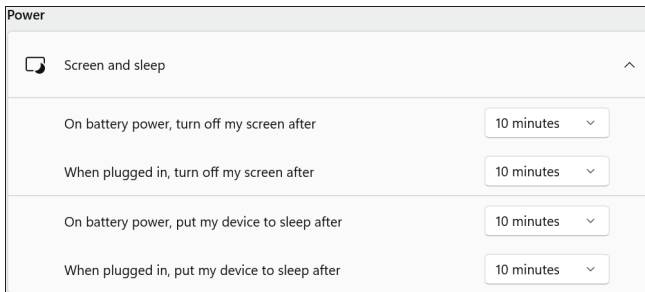 Power
Screen and sleep
On battery power, turn off my screen after 10 minutes
When plugged in, turn off my screen after 10 minutes
On battery power, put my device to sleep after 10 minutes
When plugged in, put my device to sleep after 10 minutes